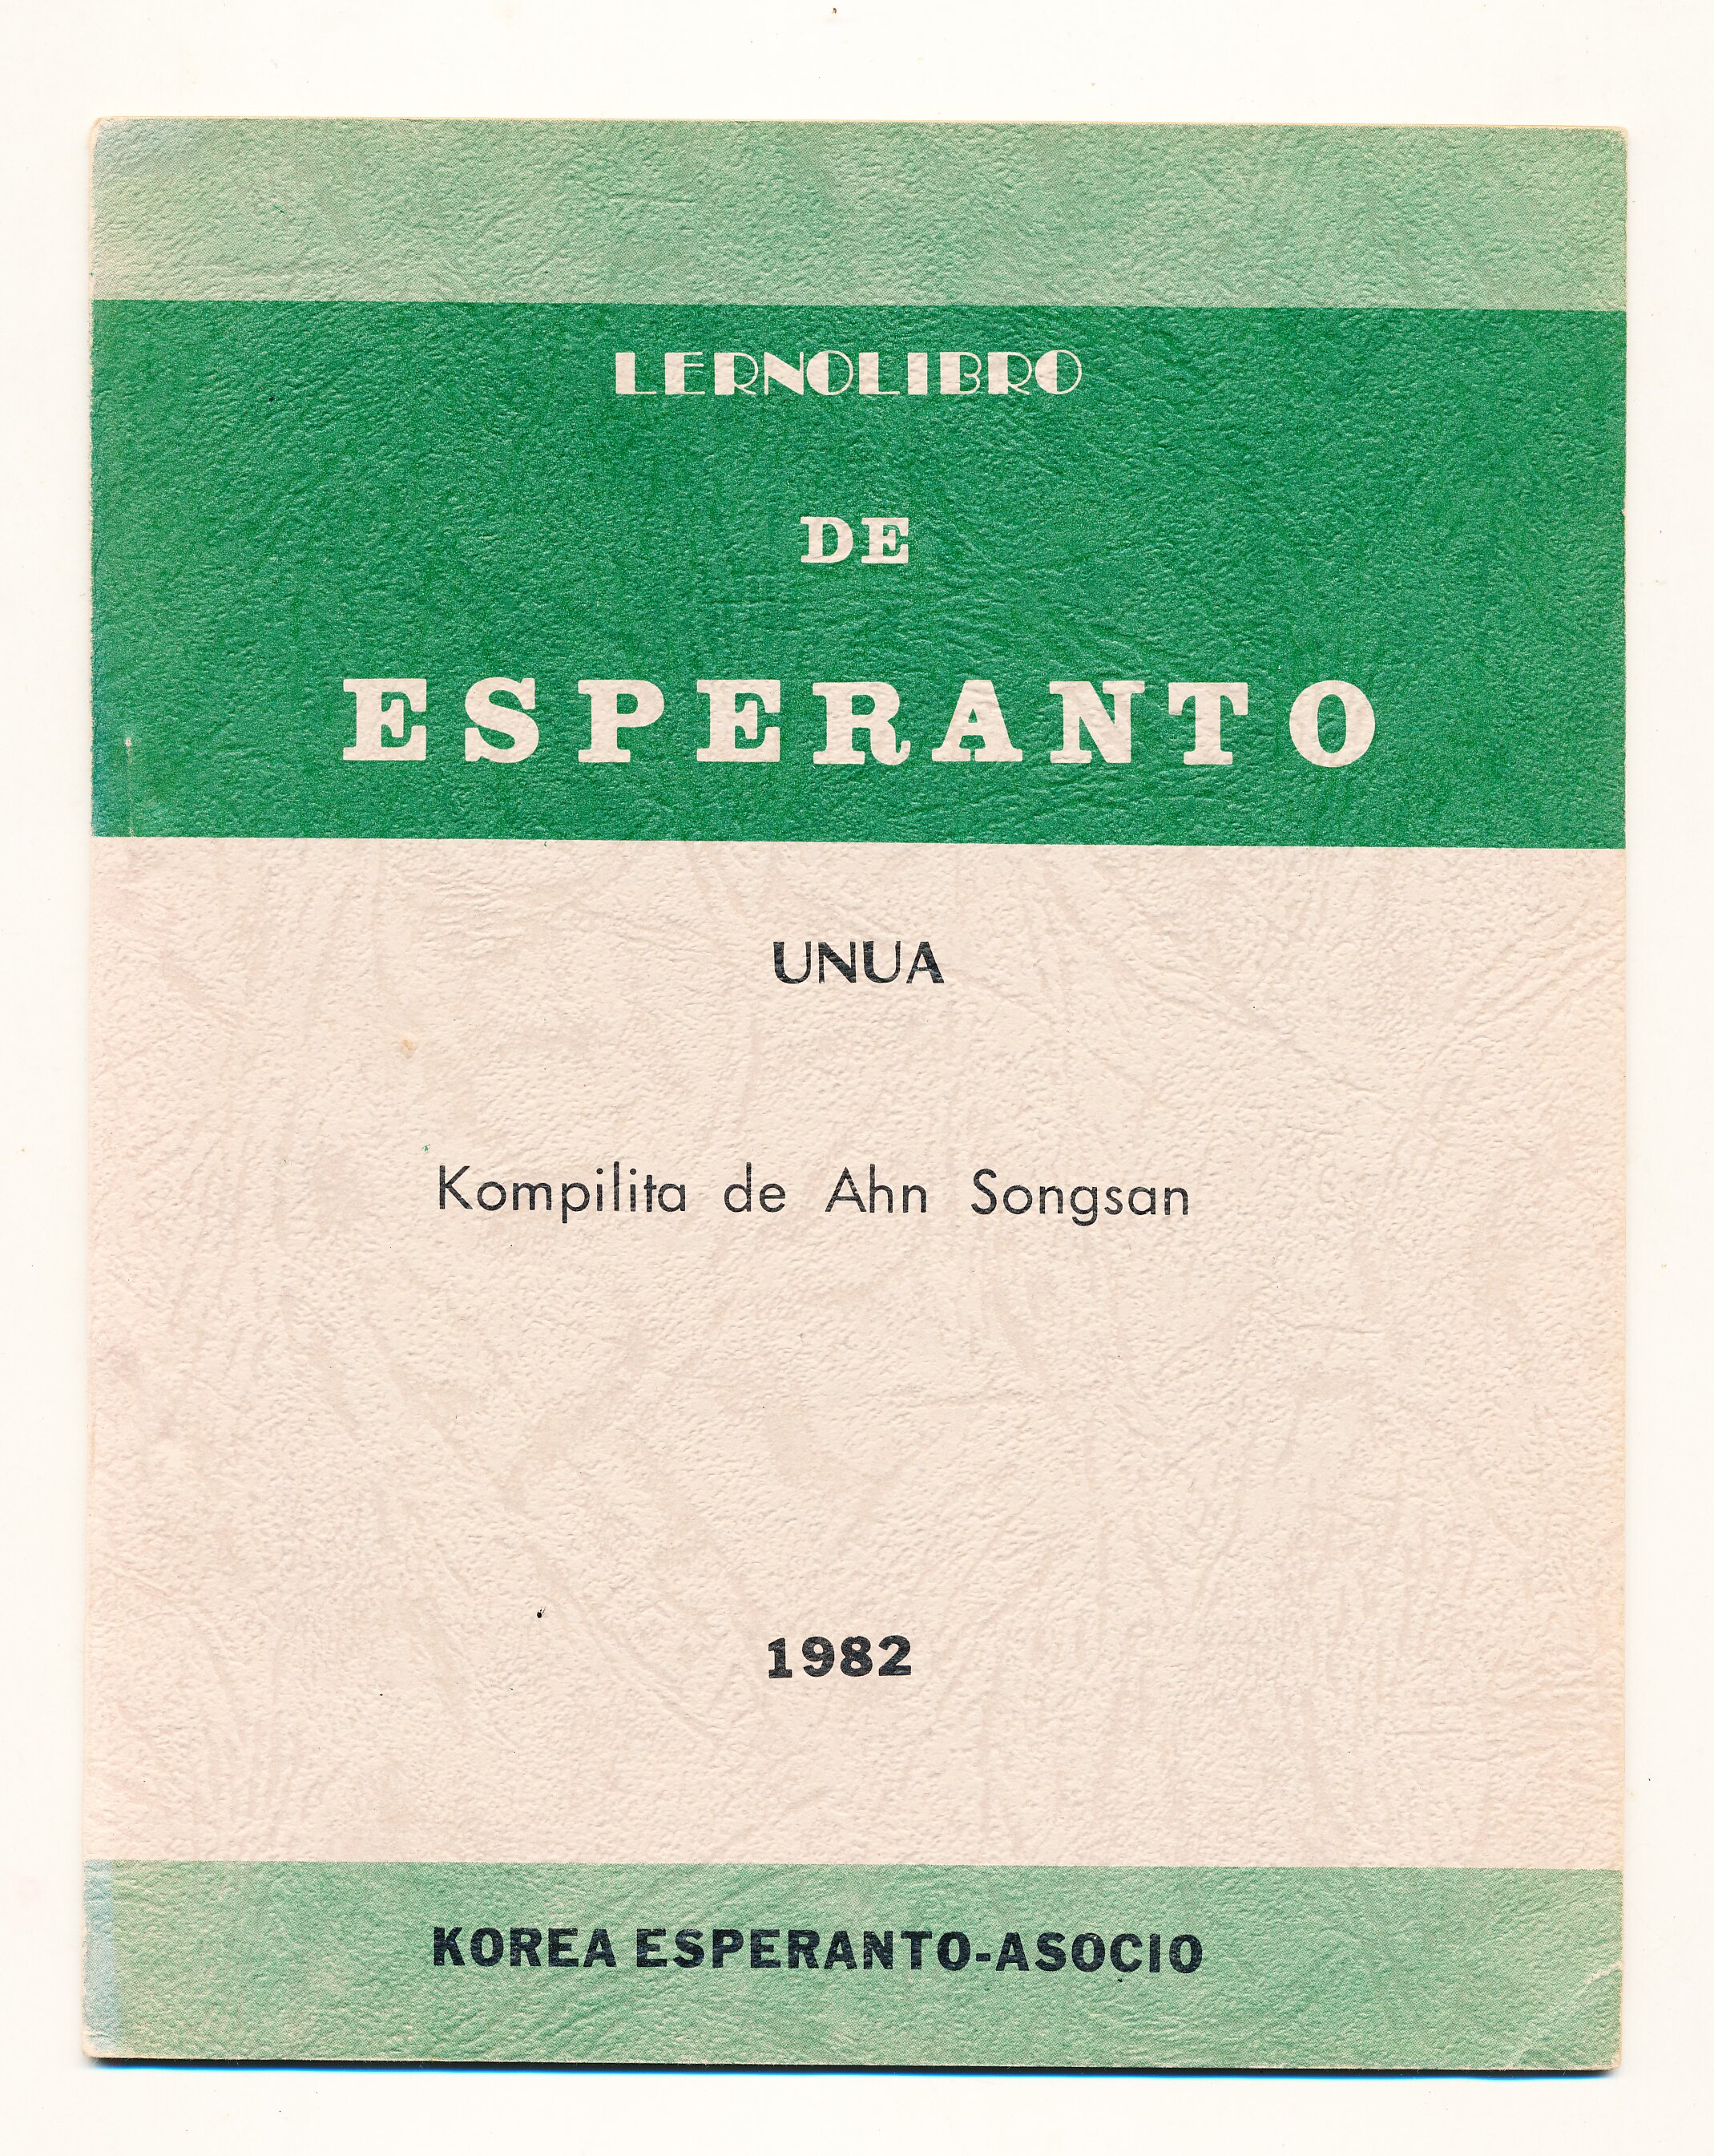 LERNOLIBRO
DE
ESPERANTO
UNUA
Kompilita de Ahn Songsan
1982
KOREA ESPERANTO-ASOCIO